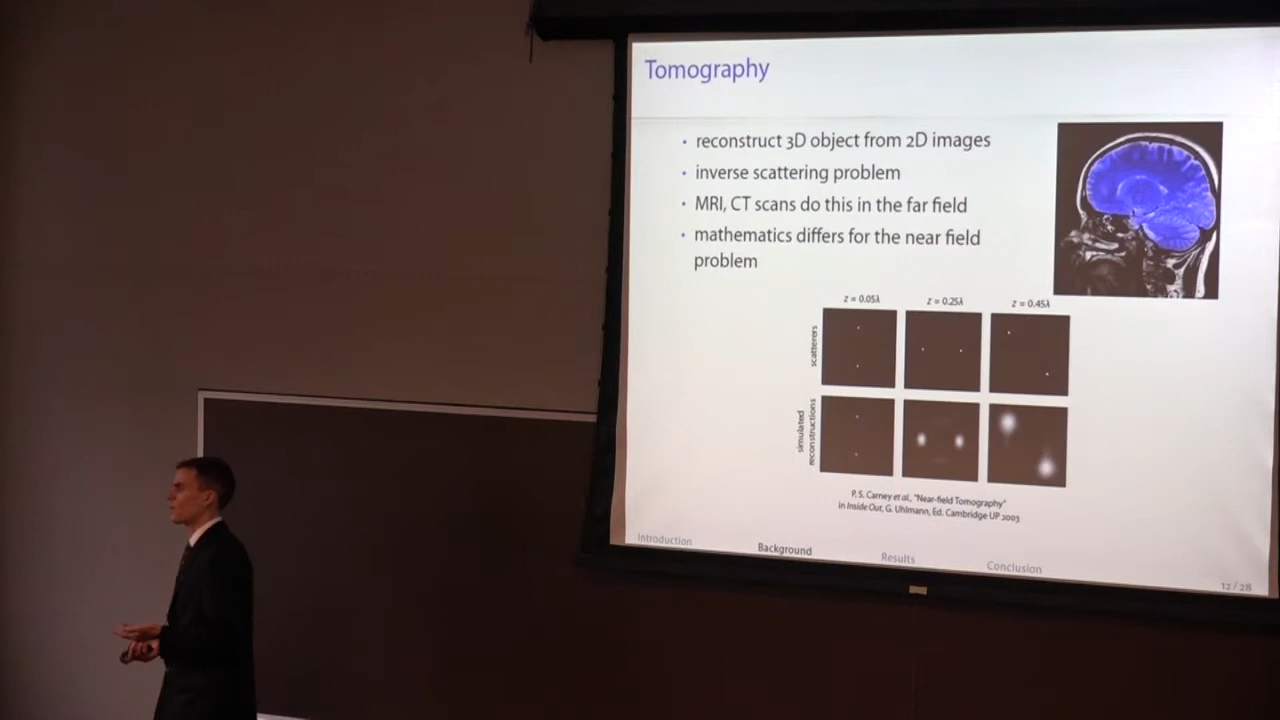 Tomography
• reconstruct 3D object from 2D images
• inverse scattering problem
• MRI, CT scans do this in the far field
• mathematics differs for the near field
problem
z = 0.05λ
z = 0.25λ
z = 0.45λ
scatterers
simulated
reconstructions
P. S. Carney et al., "Near-field Tomography"
in Inside Out, G. Uhlmann, Ed. Cambridge UP 2003
Introduction
Background
Results
Conclusion
12 / 28